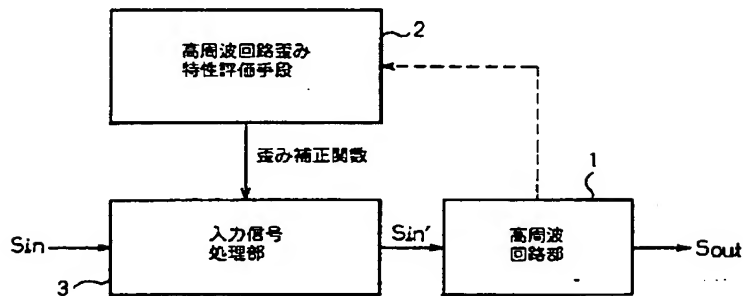 高周波回路歪み
特性評価手段
2
歪み補正関数
1
Sin
入力信号
処理部
Sin'
高周波
回路部
Sout
3